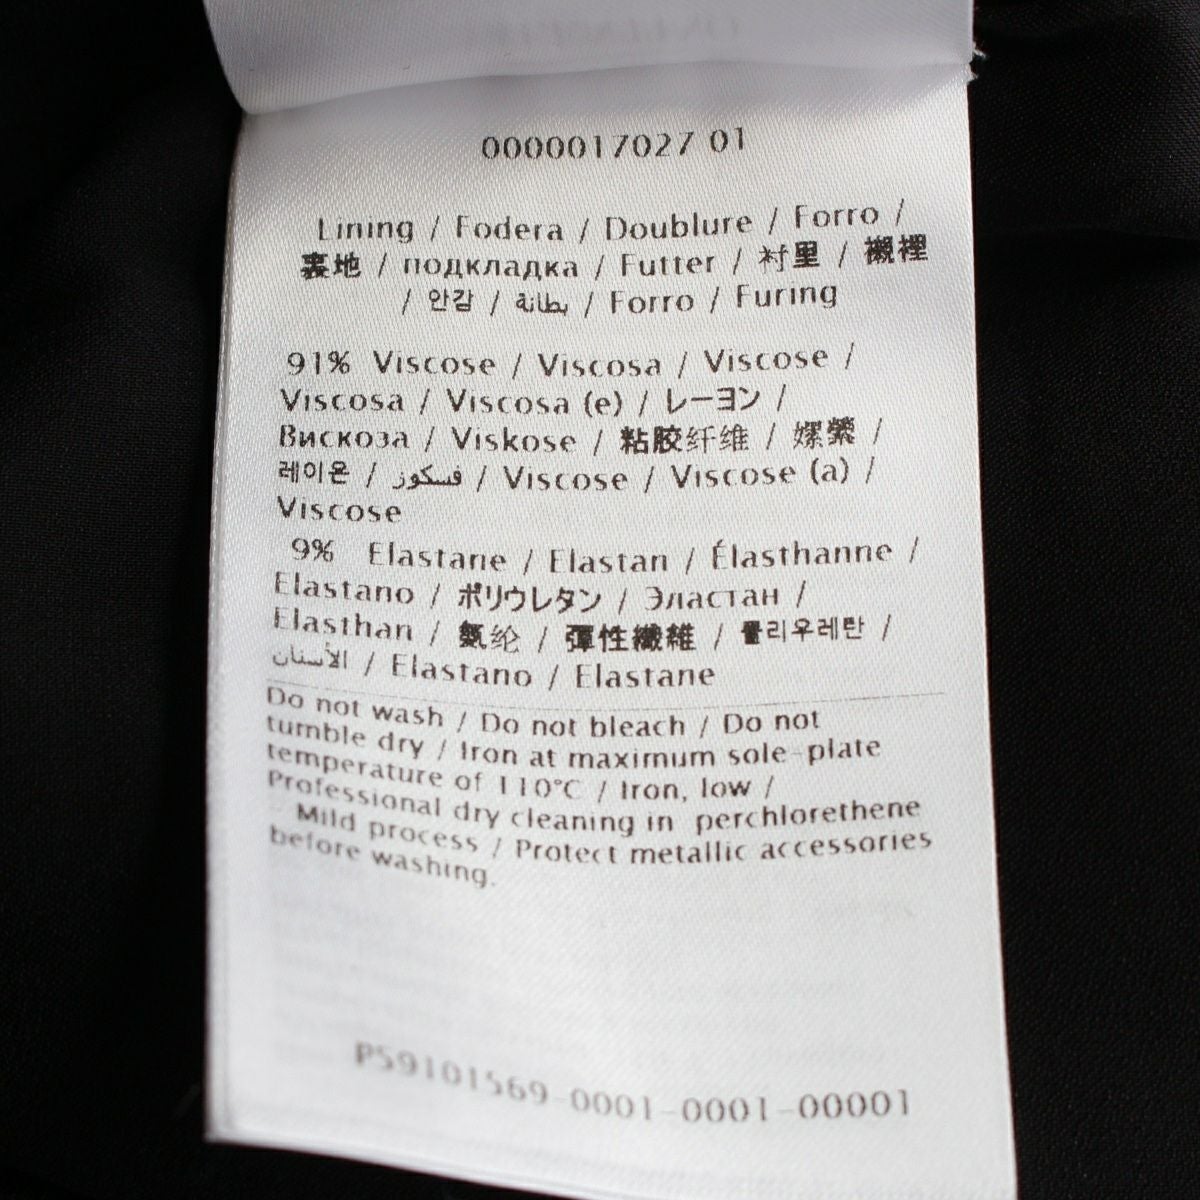 0000017027 01
Lining / Fodera / Doublure / Forro /
裏地 / подкладка / Futter / 衬里 / 襯裡
/ 안감 / بطانة / Forro / Furing
91% Viscose / Viscosa / Viscose /
Viscosa / Viscosa (e) / レーヨン /
Вискоза / Viskose / 粘胶纤维 / 嫘縈 /
레이온 / فسكوز / Viscose / Viscose (a) /
Viscose
9% Elastane / Elastan / Élasthanne /
Elastano / ポリウレタン / Эластан /
Elasthan / 氨纶 / 彈性纖維 / 폴리우레탄 /
الأسنان / Elastano / Elastane
Do not wash / Do not bleach / Do not
tumble dry / Iron at maximum sole-plate
temperature of 110°C / Iron, low /
Professional dry cleaning in perchlorethene
Mild process / Protect metallic accessories
before washing.
P59101569-0001-0001-00001